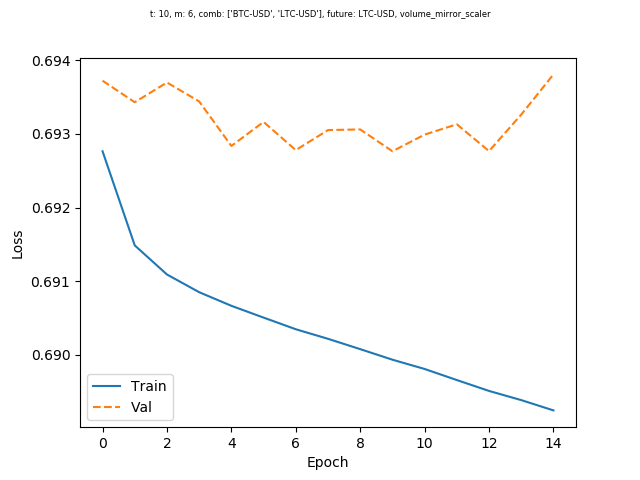 t: 10, m: 6, comb: ['BTC-USD', 'LTC-USD'], future: LTC-USD, volume_mirror_scaler
0.694
0.693
0.692
0.691
0.690
Loss
Train
Val
0 2 4 6 8 10 12 14
Epoch